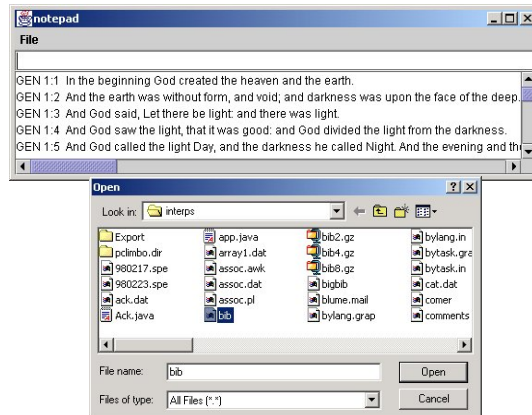 notepad
File
GEN 1:1 In the beginning God created the heaven and the earth.
GEN 1:2 And the earth was without form, and void; and darkness was upon the face of the deep.
GEN 1:3 And God said, Let there be light: and there was light.
GEN 1:4 And God saw the light, that it was good: and God divided the light from the darkness.
GEN 1:5 And God called the light Day, and the darkness he called Night. And the evening and the
Open
Look in: interps
Export app.java bib2.gz bylang.in
pclimbo.dir array1.dat bib4.gz bytask.gra
980217.spe assoc.awk bib8.gz bytask.in
980223.spe assoc.dat bigbib cat.dat
ack.dat assoc.pl blume.mail comer
Ack.java bib bylang.grap comments
File name: bib Open
Files of type: All Files (*.*) Cancel